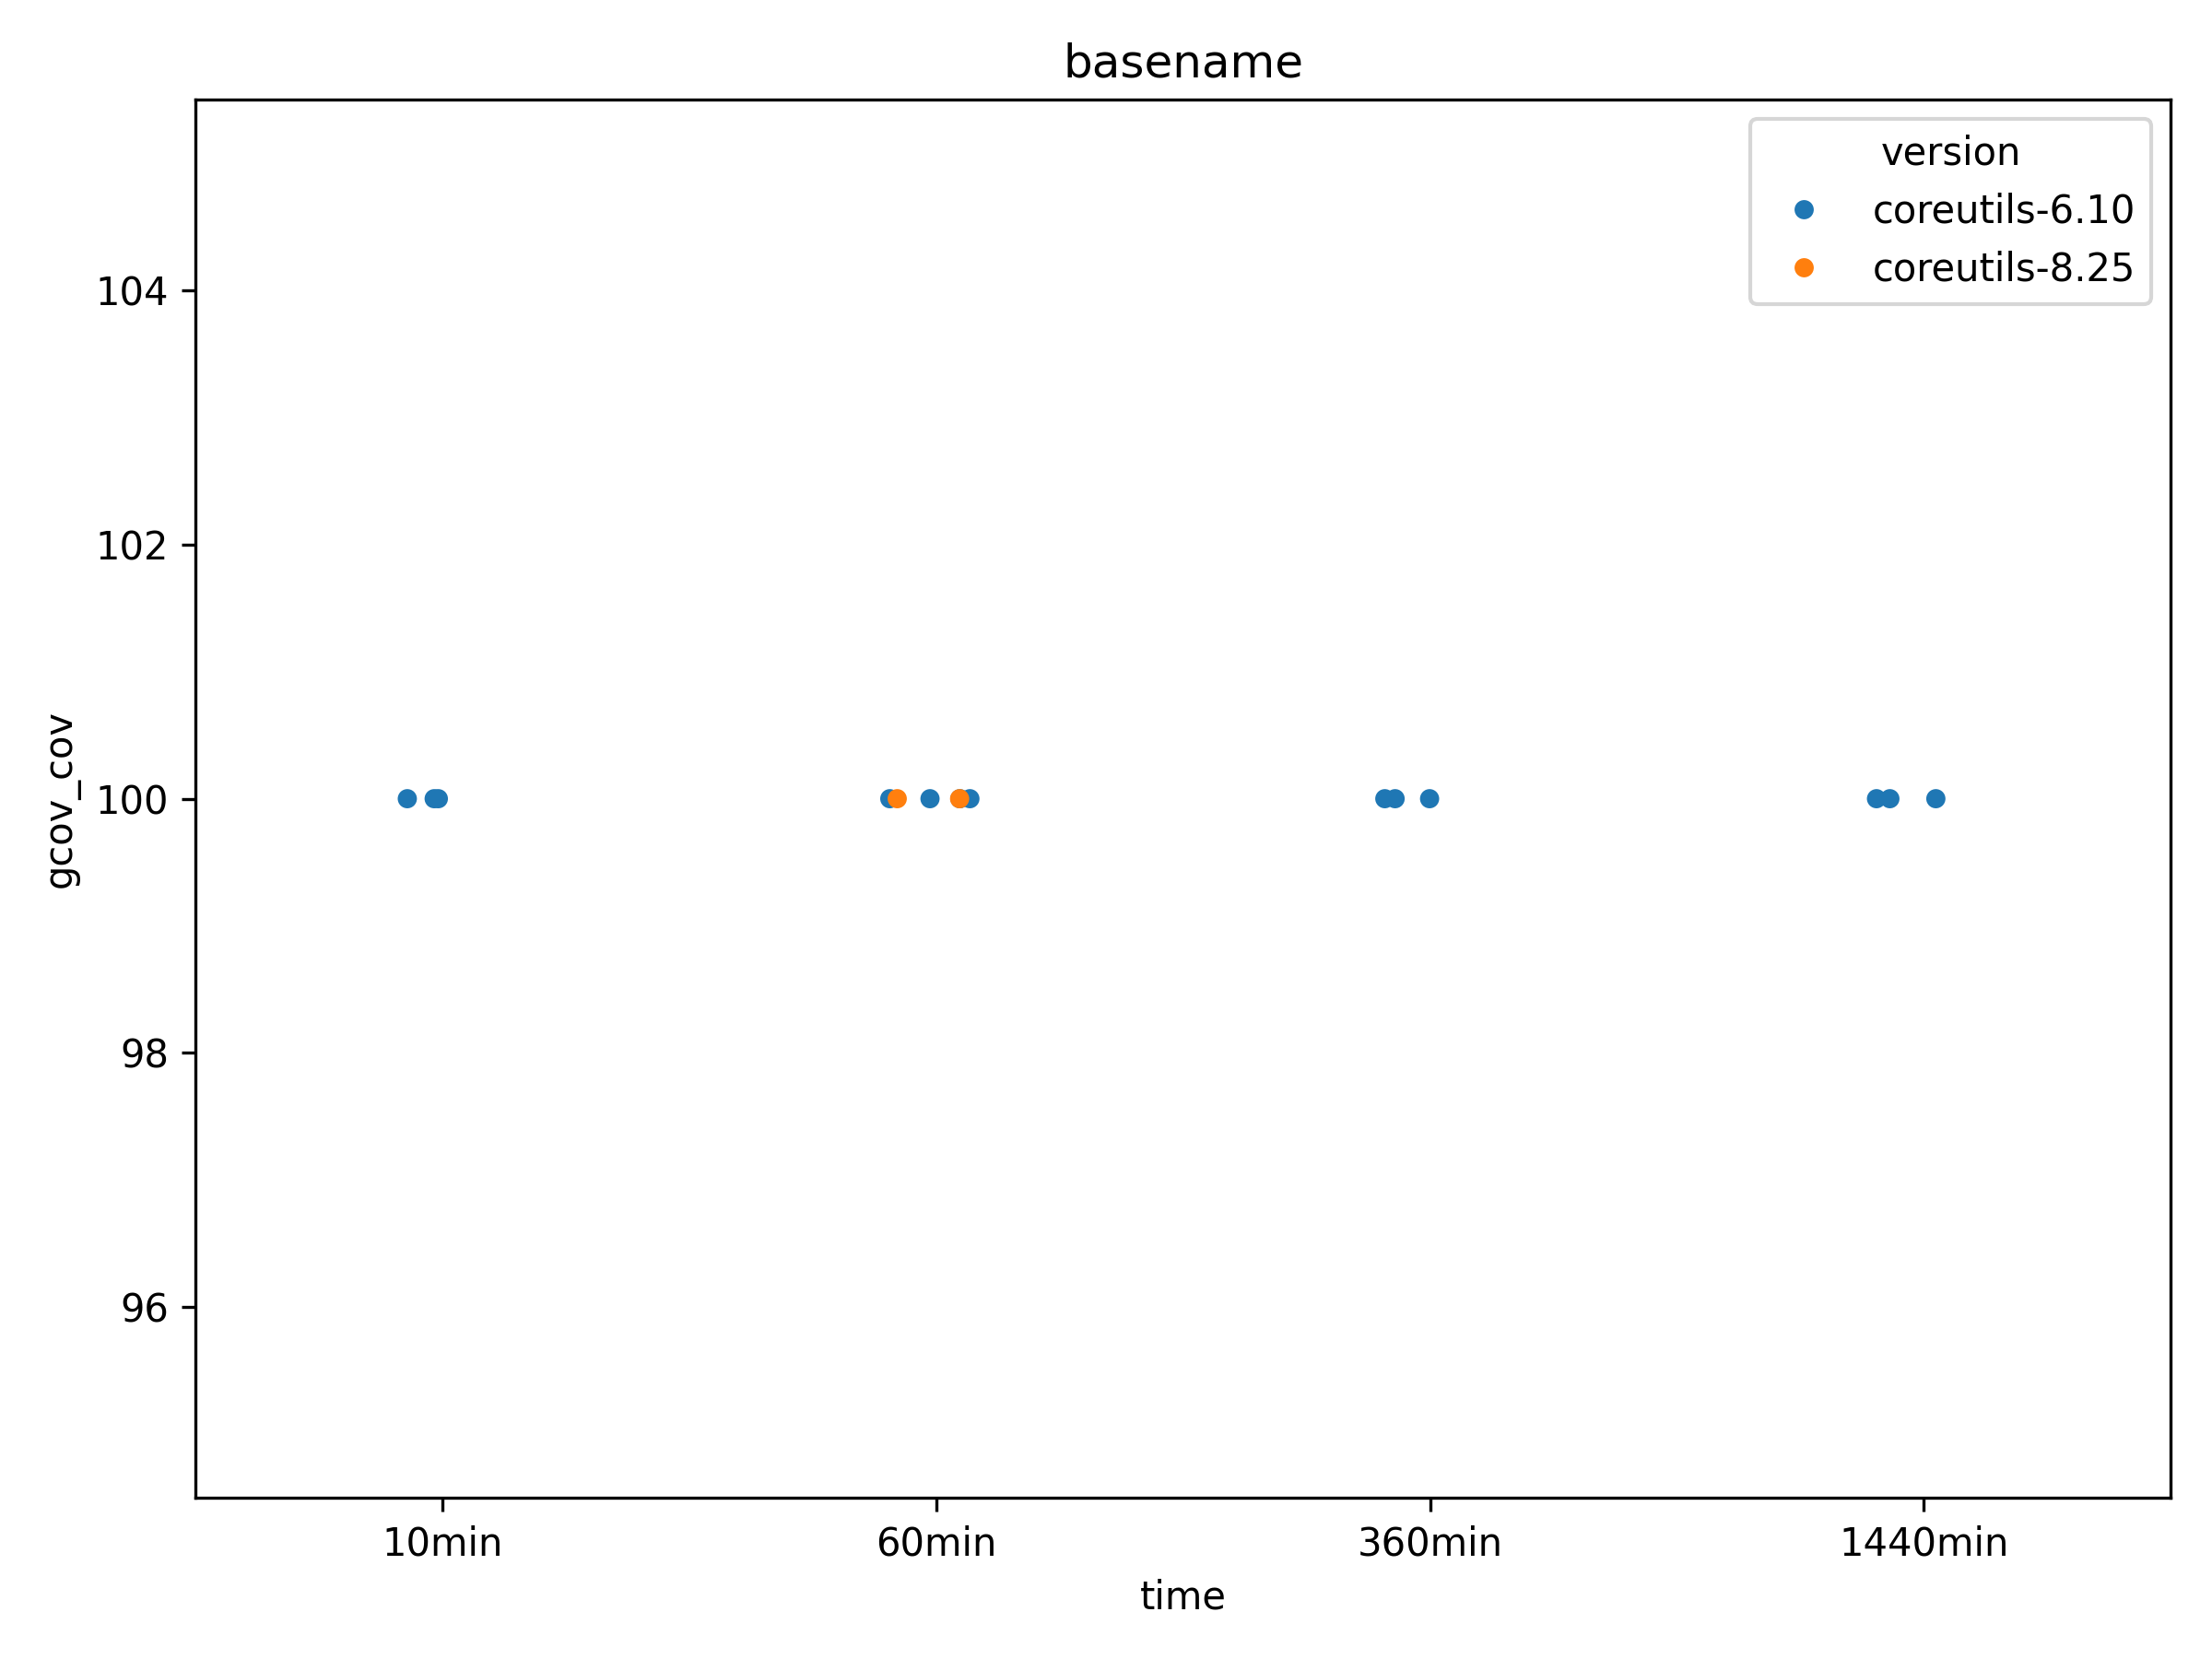 basename
version
coreutils-6.10
coreutils-8.25
104
102
100
98
96
gcov_cov
10min
60min
360min
1440min
time